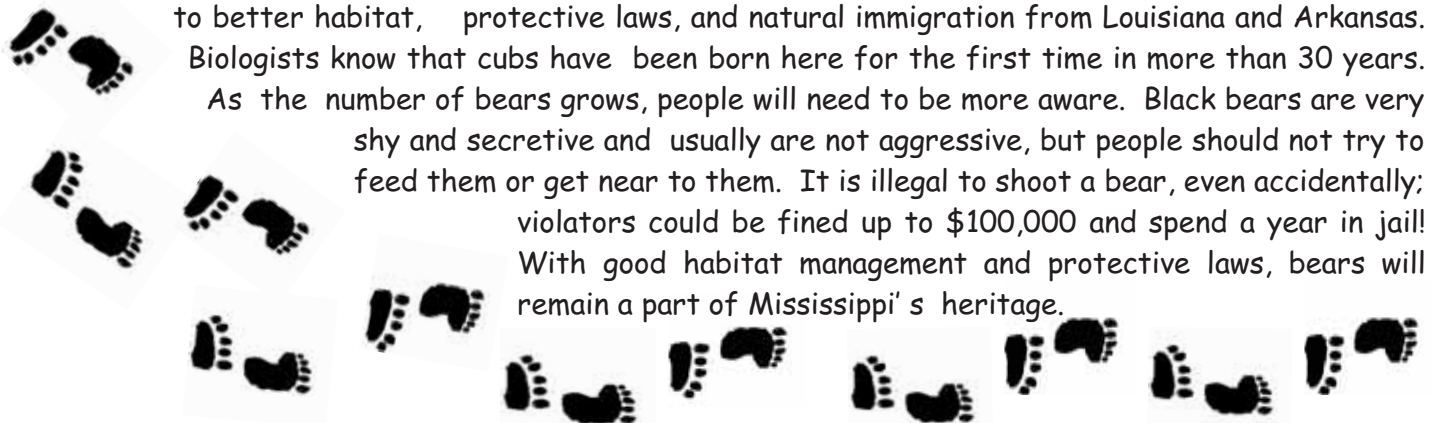 to better habitat, protective laws, and natural immigration from Louisiana and Arkansas.
Biologists know that cubs have been born here for the first time in more than 30 years.
As the number of bears grows, people will need to be more aware. Black bears are very
shy and secretive and usually are not aggressive, but people should not try to
feed them or get near to them. It is illegal to shoot a bear, even accidentally;
violators could be fined up to $100,000 and spend a year in jail!
With good habitat management and protective laws, bears will
remain a part of Mississippi' s heritage.